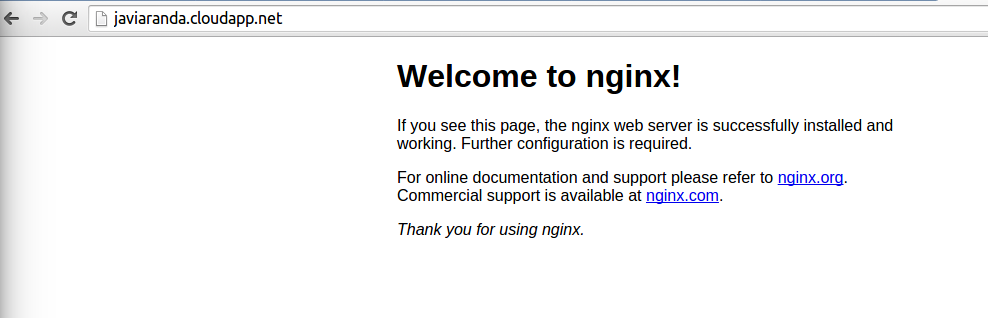 javiaranda.cloudapp.net
Welcome to nginx!
If you see this page, the nginx web server is successfully installed and
working. Further configuration is required.
For online documentation and support please refer to nginx.org.
Commercial support is available at nginx.com.
Thank you for using nginx.